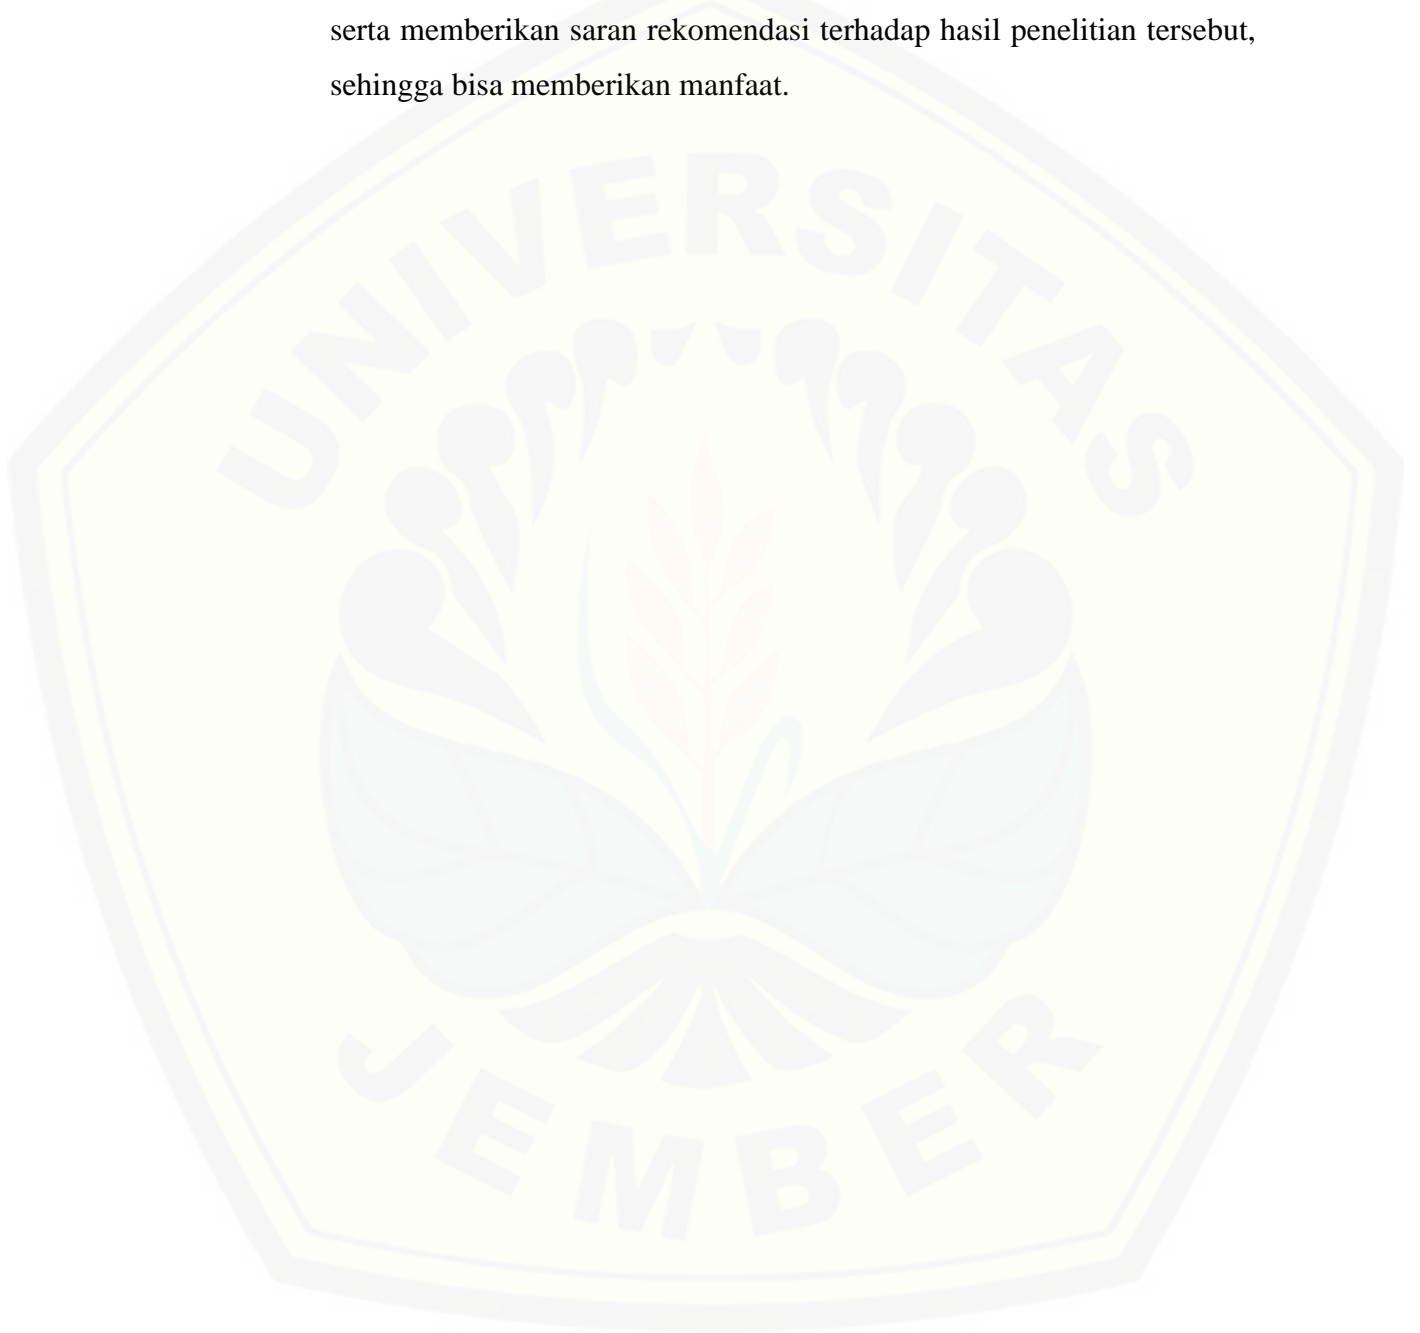 serta memberikan saran rekomendasi terhadap hasil penelitian tersebut,
sehingga bisa memberikan manfaat.
UNIVERSITAS
JEMBER